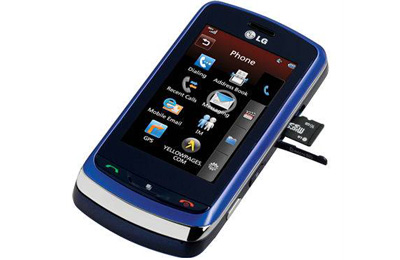 LG
Phone
Dialing
Address Book
Recent Calls
Messaging
Mobile Email
IM
GPS
YELLOWPAGES.
COM